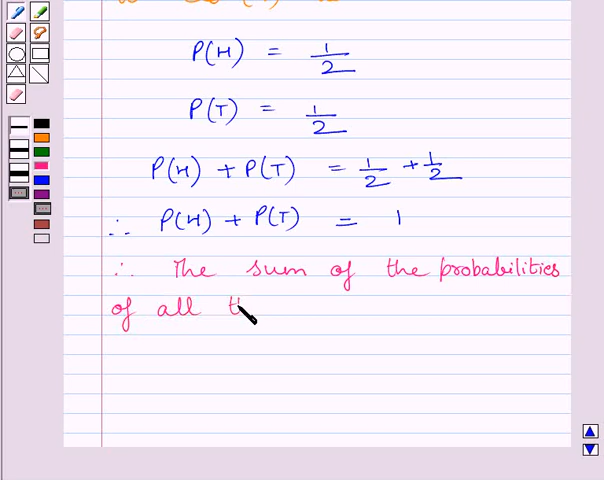 P(H) = 1/2
P(T) = 1/2
P(H) + P(T) = 1/2 + 1/2
∴ P(H) + P(T) = 1
∴ The sum of the probabilities
of all t